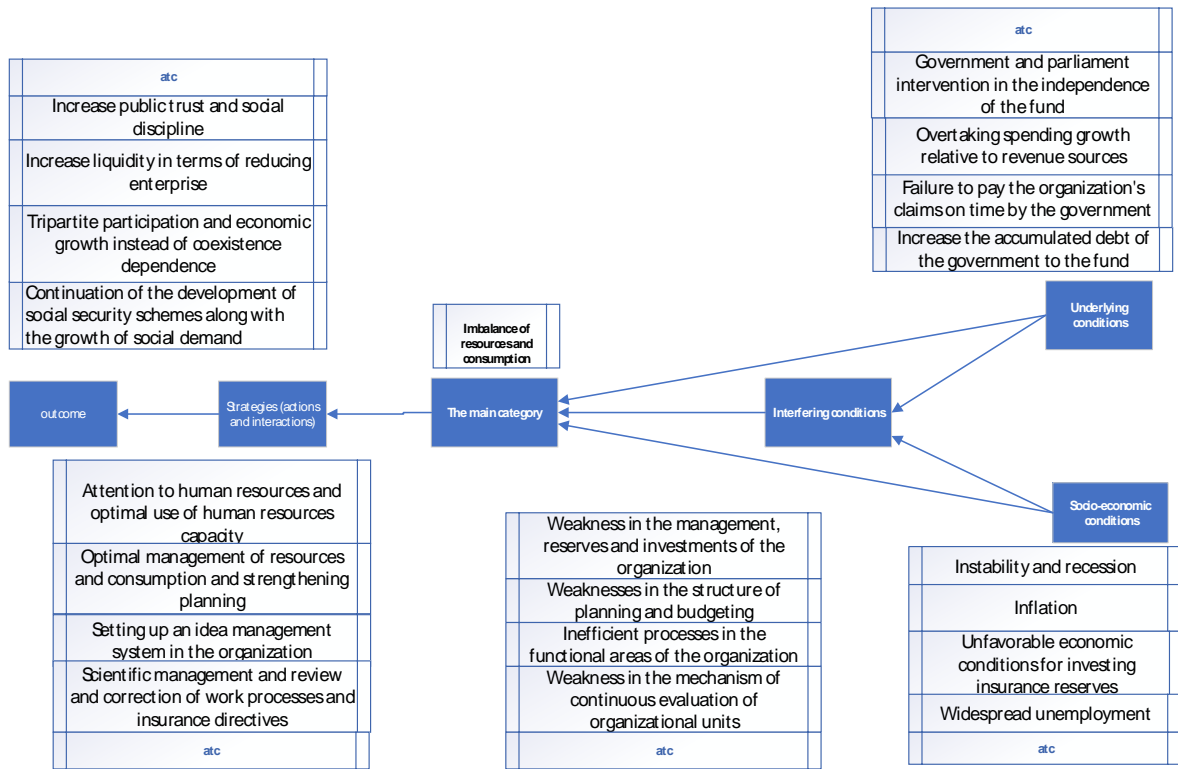 atc
Increase public trust and social
discipline
Increase liquidity in terms of reducing
enterprise
Tripartite participation and economic
growth instead of coexistence
dependence
Continuation of the development of
social security schemes along with
the growth of social demand
atc
Government and parliament
intervention in the independence
of the fund
Overtaking spending growth
relative to revenue sources
Failure to pay the organization's
claims on time by the government
Increase the accumulated debt of
the government to the fund
Imbalance of
resources and
consumption
Underlying
conditions
outcome
Strategies (actions
and interactions)
The main category
Interfering conditions
Socio-economic
conditions
Attention to human resources and
optimal use of human resources
capacity
Optimal management of resources
and consumption and strengthening
planning
Setting up an idea management
system in the organization
Scientific management and review
and correction of work processes and
insurance directives
atc
Weakness in the management,
reserves and investments of the
organization
Weaknesses in the structure of
planning and budgeting
Inefficient processes in the
functional areas of the organization
Weakness in the mechanism of
continuous evaluation of
organizational units
atc
Instability and recession
Inflation
Unfavorable economic
conditions for investing
insurance reserves
Widespread unemployment
atc